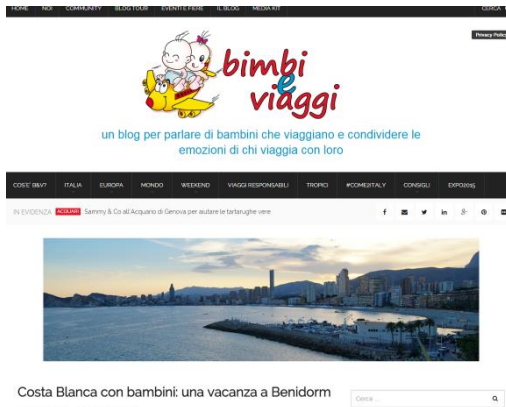 HOME NOI COMMUNITY BLOG TOUR EVENTI E FIERE IL BLOG MEDIA KIT CERCA
Privacy Policy
bimbi
e
viaggi
un blog per parlare di bambini che viaggiano e condividere le
emozioni di chi viaggia con loro
COS'E' B&V? ITALIA EUROPA MONDO WEEKEND VIAGGI RESPONSABILI TROPICI #COME2ITALY CONSIGLI EXPO2015
IN EVIDENZA ACQUARI Sammy & Co all'Acquario di Genova per aiutare le tartarughe vere
Costa Blanca con bambini: una vacanza a Benidorm
Cerca ...